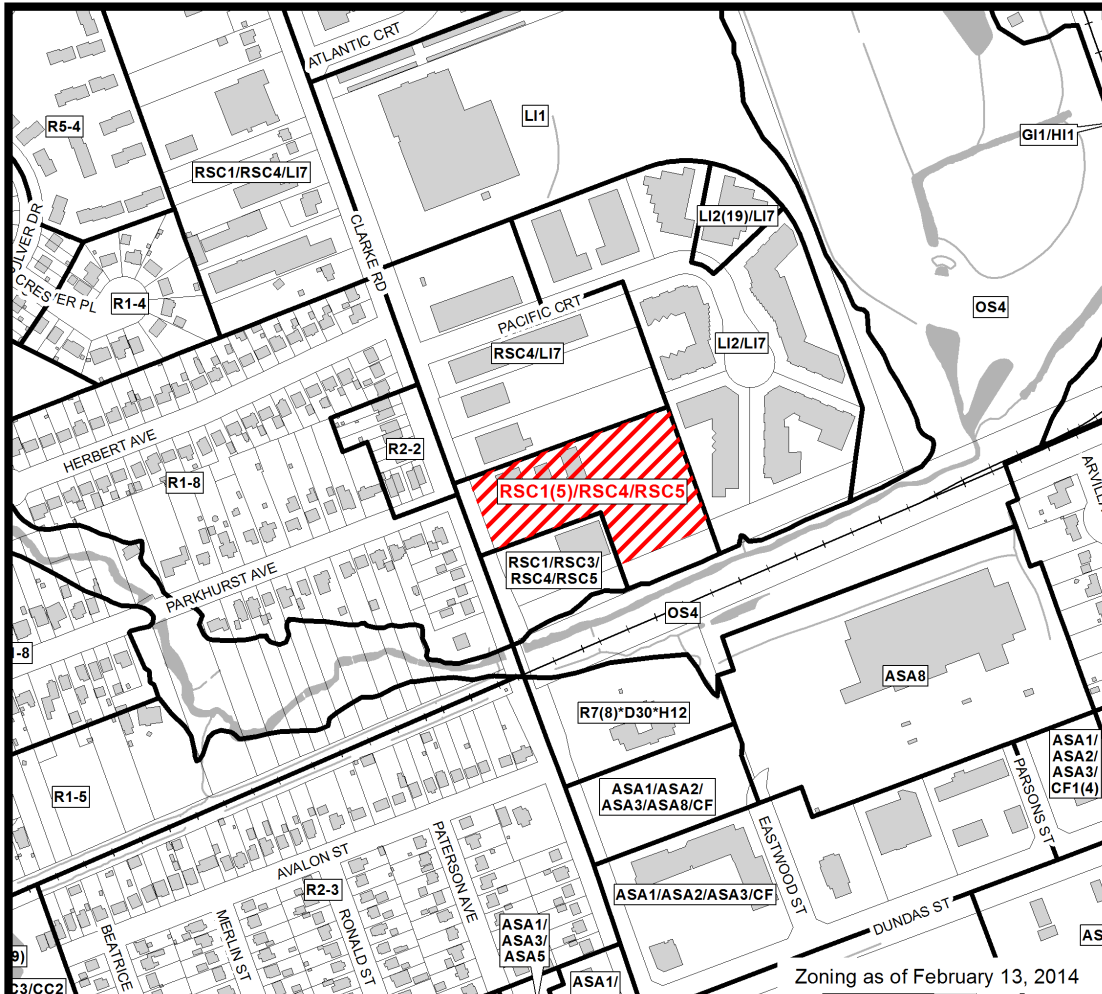 ATLANTIC CRT
LI1
R5-4
GI1/HI1
RSC1/RSC4/LI7
LI2(19)/LI7
CLARKE RD
R1-4
PACIFIC CRT
OS4
LI2/LI7
RSC4/LI7
HERBERT AVE
R2-2
R1-8
RSC1(5)/RSC4/RSC5
RSC1/RSC3/
RSC4/RSC5
PARKHURST AVE
OS4
ASA8
R7(8)*D30*H12
ASA1/
ASA2/
ASA3/
CF1(4)
R1-5
ASA1/ASA2/
ASA3/ASA8/CF
PARSONS ST
EASTWOOD ST
PATERSON AVE
AVALON ST
R2-3
ASA1/ASA2/ASA3/CF
DUNDAS ST
BEATRICE
MERLIN ST
RONALD ST
ASA1/
ASA3/
ASA5
ASA1/
C3/CC2
Zoning as of February 13, 2014